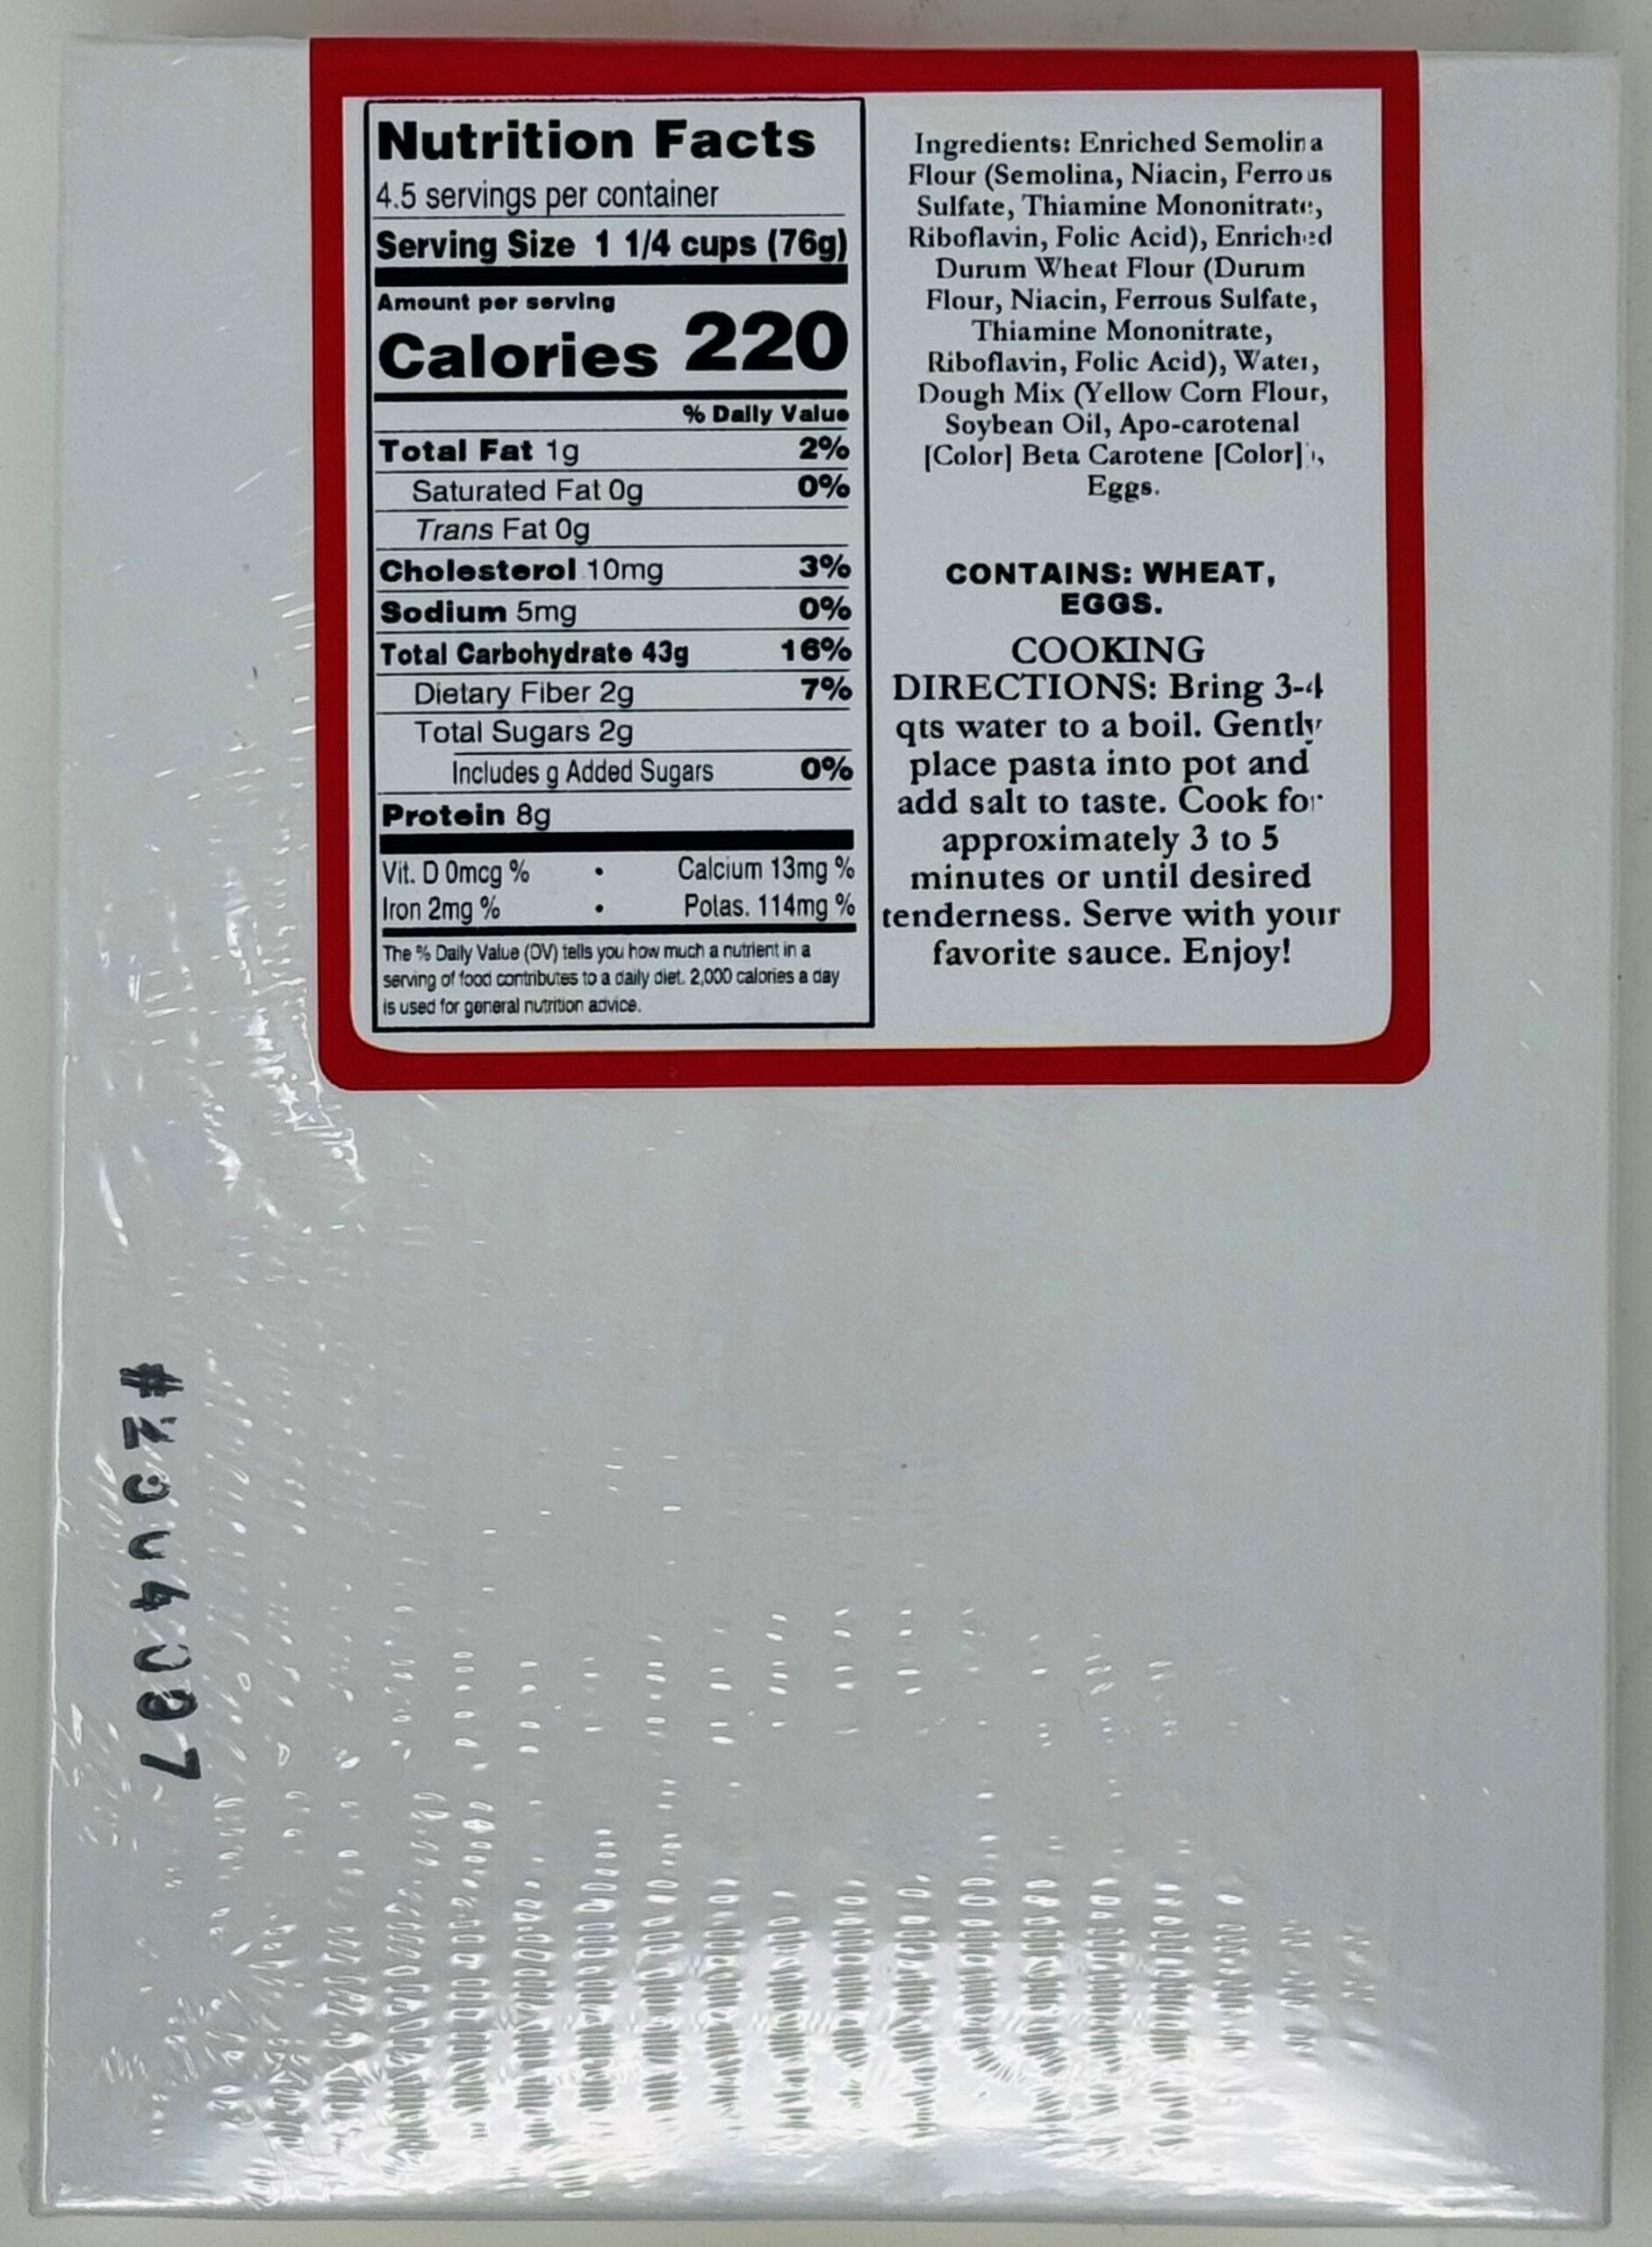 Nutrition Facts
4.5 servings per container
Serving Size 1 1/4 cups (76g)
Amount per serving
Calories 220
% Daily Value
Total Fat 1g 2%
Saturated Fat 0g 0%
Trans Fat 0g
Cholesterol 10mg 3%
Sodium 5mg 0%
Total Carbohydrate 43g 16%
Dietary Fiber 2g 7%
Total Sugars 2g
Includes g Added Sugars 0%
Protein 8g
Vit. D 0mcg % • Calcium 13mg %
Iron 2mg % • Polas. 114mg %
The % Daily Value (DV) tells you how much a nutrient in a
serving of food contributes to a daily diet. 2,000 calories a day
is used for general nutrition advice.
Ingredients: Enriched Semolina
Flour (Semolina, Niacin, Ferrous
Sulfate, Thiamine Mononitrate,
Riboflavin, Folic Acid), Enriched
Durum Wheat Flour (Durum
Flour, Niacin, Ferrous Sulfate,
Thiamine Mononitrate,
Riboflavin, Folic Acid), Water,
Dough Mix (Yellow Corn Flour,
Soybean Oil, Apo-carotenal
[Color] Beta Carotene [Color]),
Eggs.
CONTAINS: WHEAT,
EGGS.
COOKING
DIRECTIONS: Bring 3-4
qts water to a boil. Gently
place pasta into pot and
add salt to taste. Cook for
approximately 3 to 5
minutes or until desired
tenderness. Serve with your
favorite sauce. Enjoy!